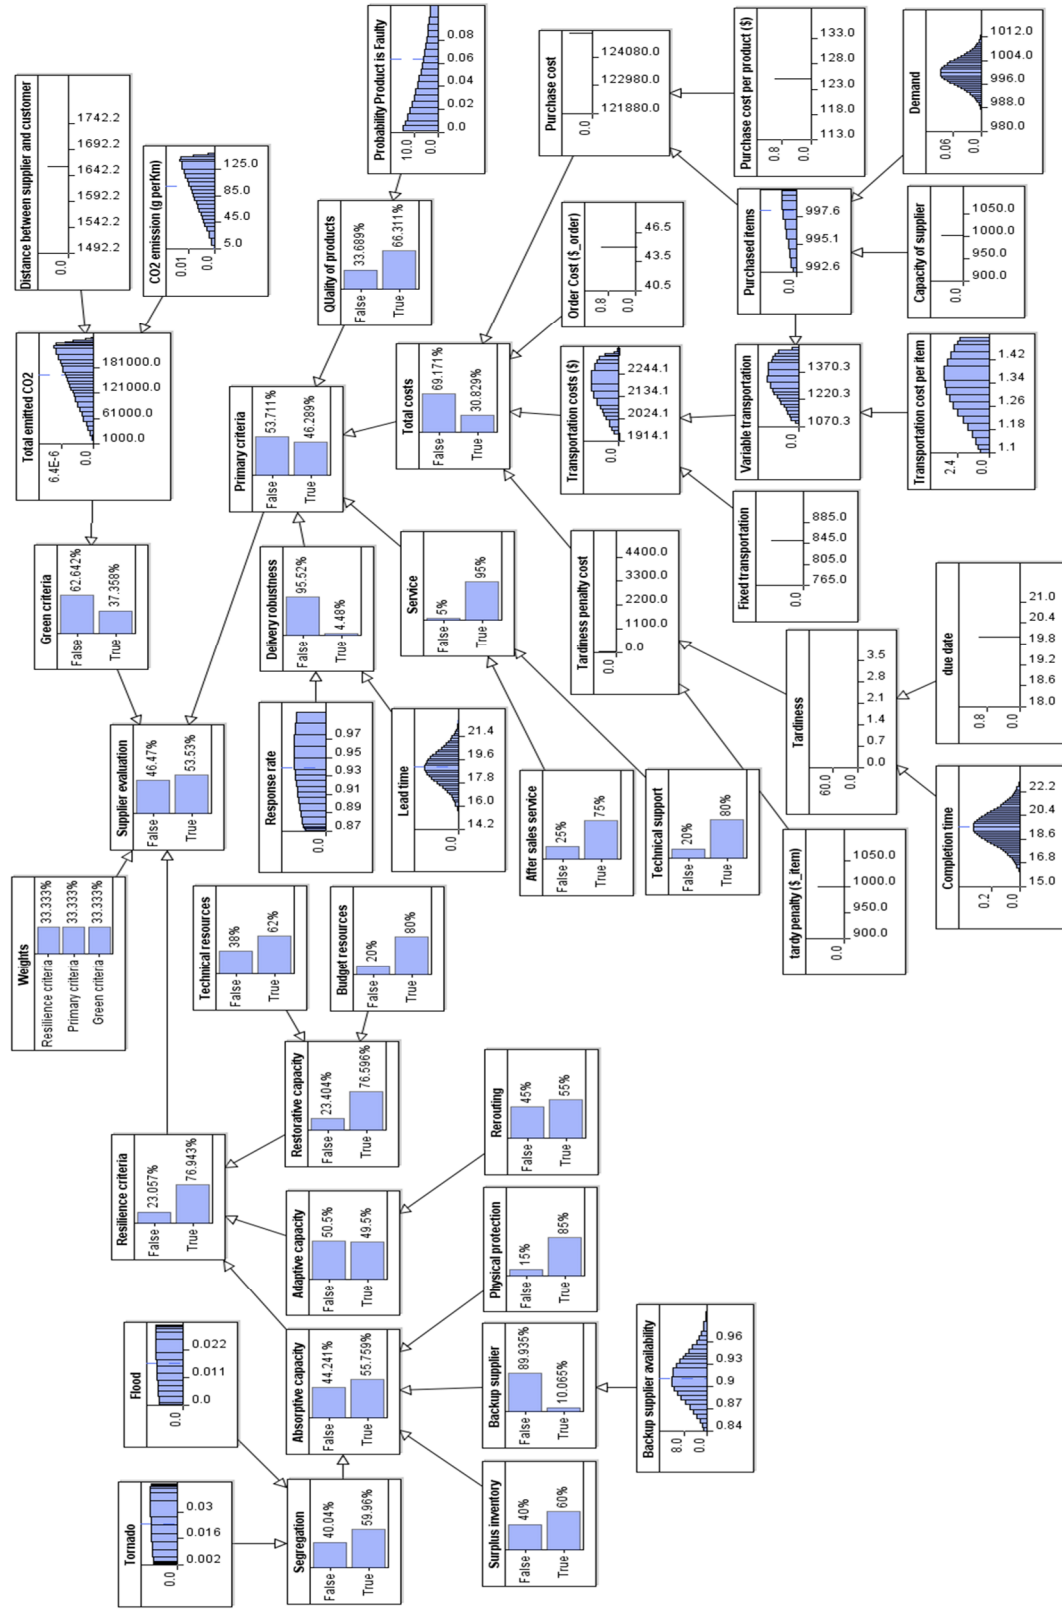 Tornado
0.0
0.002
0.016
0.03
Flood
0.0
0.0
0.011
0.022
Segregation
False
40.04%
True
59.96%
Surplus inventory
False
40%
True
60%
Absorptive capacity
False
44.241%
True
55.759%
Backup supplier
False
89.935%
True
10.065%
Backup supplier availability
8.0
0.0
0.84
0.87
0.9
0.93
0.96
Physical protection
False
15%
True
85%
Adaptive capacity
False
50.5%
True
49.5%
Rerouting
False
45%
True
55%
Resilience criteria
False
23.057%
True
76.943%
Restorative capacity
False
23.404%
True
76.596%
Technical resources
False
38%
True
62%
Budget resources
False
20%
True
80%
Weights
Resilience criteria
33.333%
Primary criteria
33.333%
Green criteria
33.333%
Supplier evaluation
False
46.47%
True
53.53%
Green criteria
False
62.642%
True
37.358%
Total emitted CO2
6.4E-6
0.0
1000.0
61000.0
121000.0
181000.0
Distance between supplier and customer
0.0
1492.2
1542.2
1592.2
1642.2
1692.2
1742.2
CO2 emission (g perKm)
0.01
0.0
5.0
45.0
85.0
125.0
Primary criteria
False
53.711%
True
46.289%
Response rate
0.0
0.87
0.89
0.91
0.93
0.95
0.97
Delivery robustness
False
95.52%
True
4.48%
Lead time
0.0
14.2
16.0
17.8
19.6
21.4
QUality of products
False
33.689%
True
66.311%
Probability Product is Faulty
10.0
0.0
0.0
0.02
0.04
0.06
0.08
Service
False
5%
True
95%
After sales service
False
25%
True
75%
Technical support
False
20%
True
80%
Total costs
False
69.171%
True
30.829%
Tardiness penalty cost
0.0
0.0
1100.0
2200.0
3300.0
4400.0
tardy penalty ($_item)
0.0
900.0
950.0
1000.0
1050.0
Tardiness
60.0
0.0
0.0
0.7
1.4
2.1
2.8
3.5
Completion time
0.2
0.0
15.0
16.8
18.6
20.4
22.2
due date
0.8
0.0
18.0
18.6
19.2
19.8
20.4
21.0
Transportation costs ($)
0.0
1914.1
2024.1
2134.1
2244.1
Order Cost ($_order)
0.8
0.0
40.5
43.5
46.5
Purchase cost
0.0
121880.0
122980.0
124080.0
Fixed transportation
0.0
765.0
805.0
845.0
885.0
Variable transportation
0.0
1070.3
1220.3
1370.3
Transportation cost per item
2.4
0.0
1.1
1.18
1.26
1.34
1.42
Purchased items
0.0
992.6
995.1
997.6
Purchase cost per product ($)
0.8
0.0
113.0
118.0
123.0
128.0
133.0
Capacity of supplier
0.0
900.0
950.0
1000.0
1050.0
Demand
0.06
0.0
980.0
988.0
996.0
1004.0
1012.0